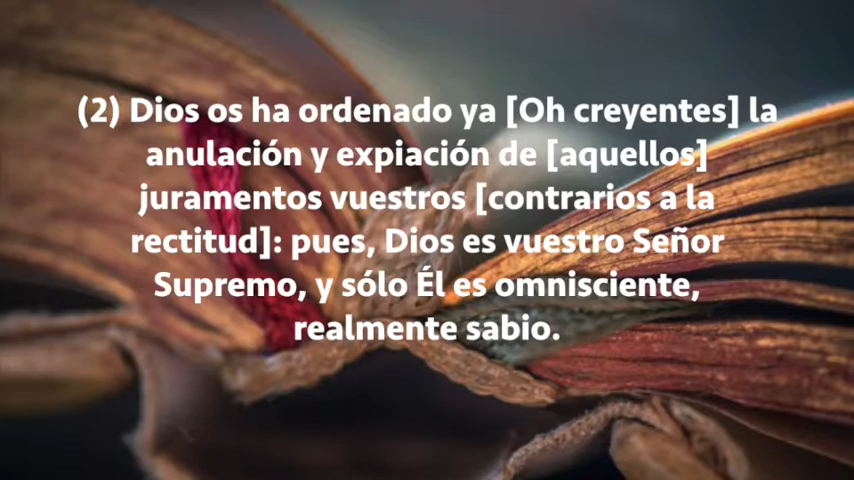 (2) Dios os ha ordenado ya [Oh creyentes] la
anulación y expiación de [aquellos]
juramentos vuestros [contrarios a la
rectitud]: pues, Dios es vuestro Señor
Supremo, y sólo Él es omnisciente,
realmente sabio.